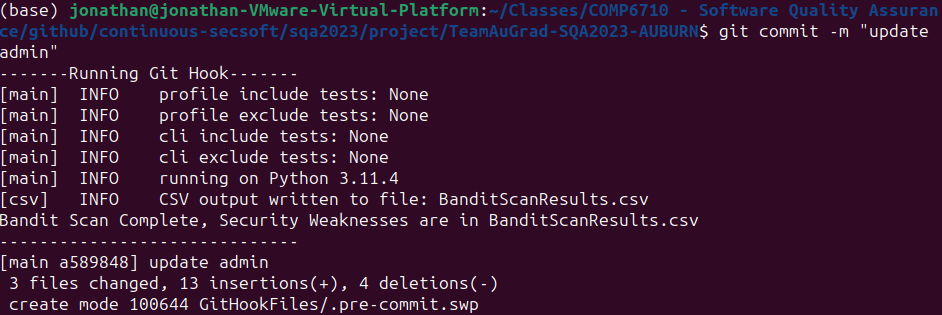 (base) jonathan@jonathan-VMware-Virtual-Platform:~/Classes/COMP6710 - Software Quality Assuran
ce/github/continuous-secsoft/sqa2023/project/TeamAuGrad-SQA2023-AUBURN$ git commit -m "update
admin"
-------Running Git Hook-------
[main]  INFO    profile include tests: None
[main]  INFO    profile exclude tests: None
[main]  INFO    cli include tests: None
[main]  INFO    cli exclude tests: None
[main]  INFO    running on Python 3.11.4
[csv]   INFO    CSV output written to file: BanditScanResults.csv
Bandit Scan Complete, Security Weaknesses are in BanditScanResults.csv
------------------------------
[main a589848] update admin
 3 files changed, 13 insertions(+), 4 deletions(-)
 create mode 100644 GitHookFiles/.pre-commit.swp